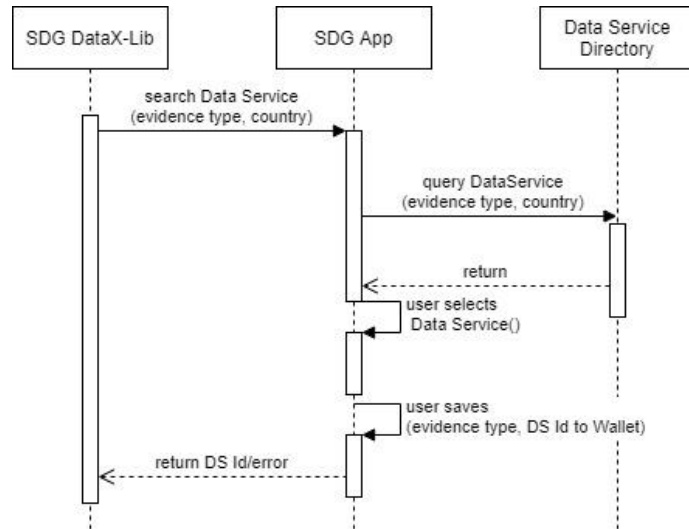 SDG DataX-Lib
SDG App
Data Service
Directory
search Data Service
(evidence type, country)
query DataService
(evidence type, country)
return
user selects
Data Service()
user saves
(evidence type, DS Id to Wallet)
return DS Id/error